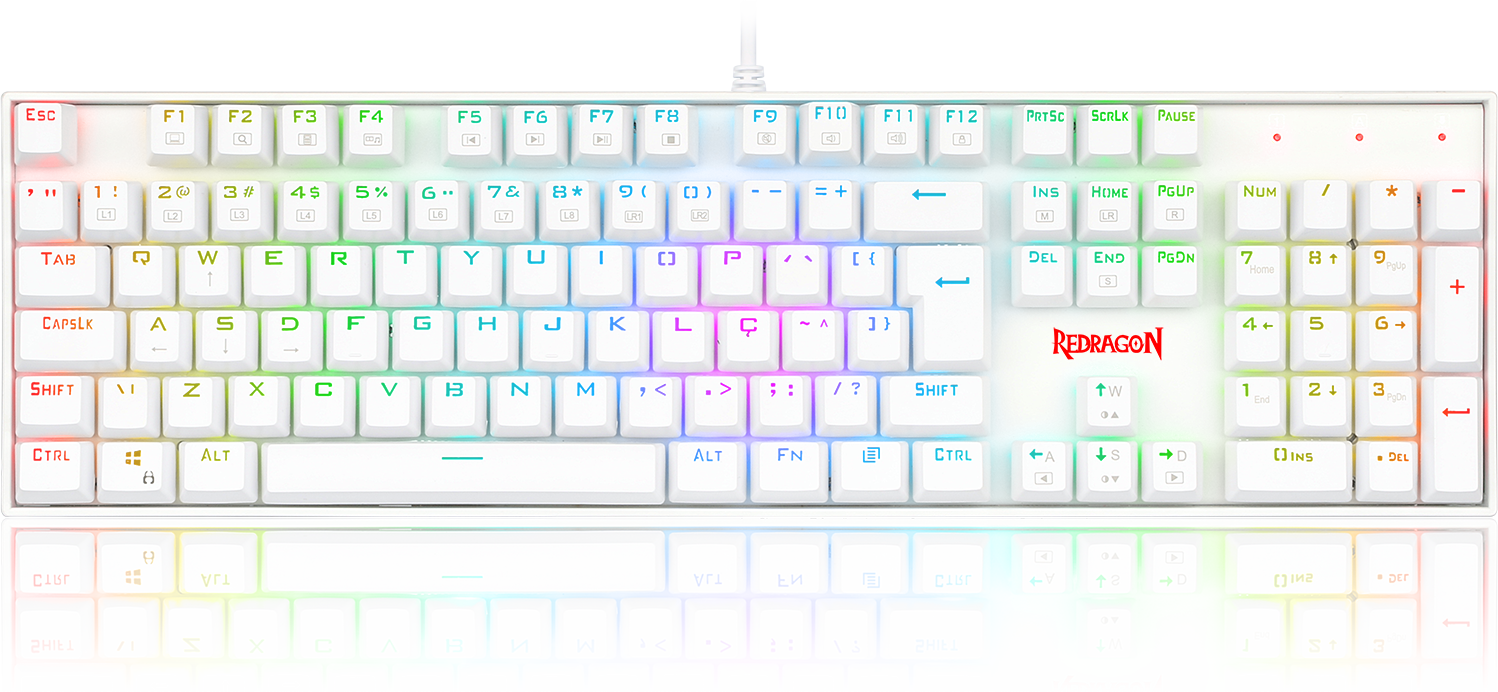 Esc F1 F2 F3 F4 F5 F6 F7 F8 F9 F10 F11 F12 PrtSc ScrLk Pause
' " 1 ! 2 @ 3 # 4 $ 5 % 6 ¨ 7 & 8 * 9 ( 0 ) - - = + ← Ins Home PgUp Num / * -
L1 L2 L3 L4 L5 L6 L7 L8 LR1 LR2 M LR R
Tab Q W E R T Y U I O P ´ ` [ { ↵ Del End PgDn 7 Home 8 ↑ 9 PgUp +
↑ S
CapsLk A S D F G H J K L Ç ~ ^ ] } REDRAGON 4 ← 5 6 →
← ↓ →
Shift \ | Z X C V B N M , < . > ; : / ? Shift ↑ W 1 End 2 ↓ 3 PgDn ↵
Ctrl Alt — Alt Fn Ctrl ← A ↓ S → D 0 Ins . Del